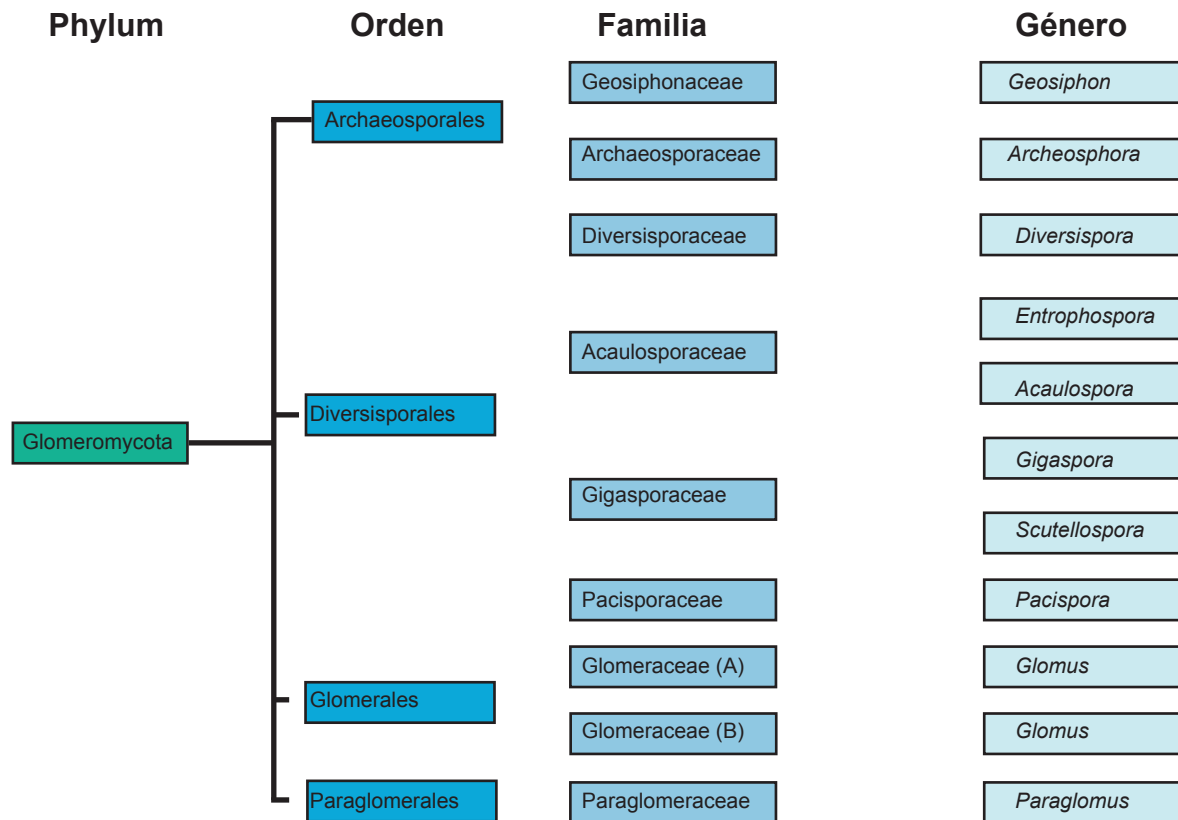 Phylum Orden Familia Género
Geosiphonaceae Geosiphon
Archaeosporales
Archaeosporaceae Archeosphora
Diversisporaceae Diversispora
Entrophospora
Acaulosporaceae
Acaulospora
Diversisporales
Glomeromycota
Gigaspora
Gigasporaceae
Scutellospora
Pacisporaceae Pacispora
Glomeraceae (A) Glomus
Glomerales
Glomeraceae (B) Glomus
Paraglomerales Paraglomeraceae Paraglomus